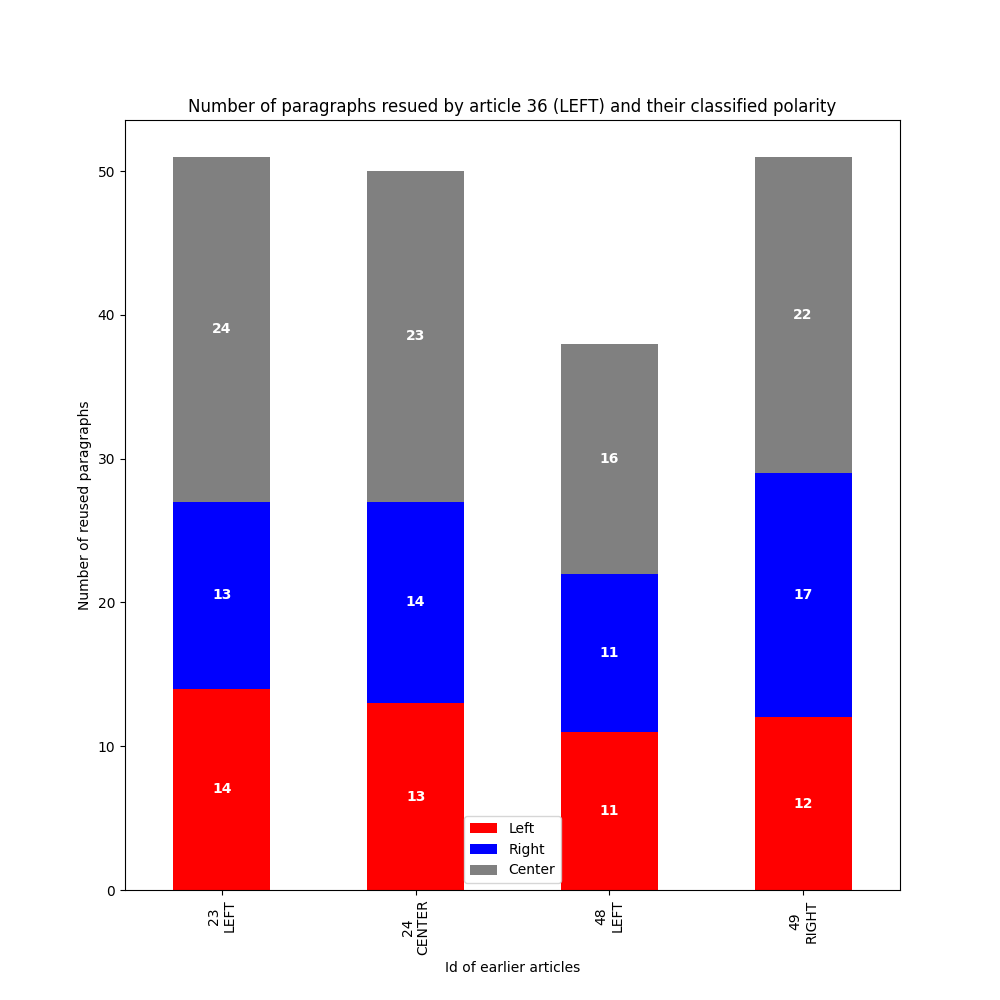 Number of paragraphs resued by article 36 (LEFT) and their classified polarity
Number of reused paragraphs
50
40
30
20
10
0
24
13
14
23
14
13
16
11
11
22
17
12
Left
Right
Center
23
LEFT
24
CENTER
48
LEFT
49
RIGHT
Id of earlier articles